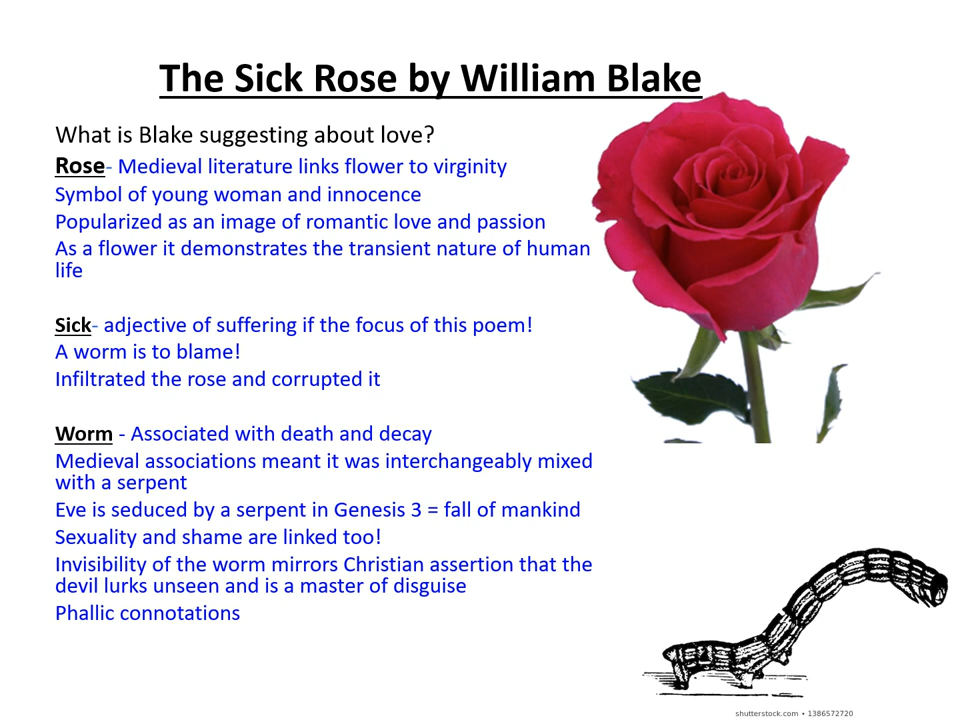 The Sick Rose by William Blake
What is Blake suggesting about love?
Rose- Medieval literature links flower to virginity
Symbol of young woman and innocence
Popularized as an image of romantic love and passion
As a flower it demonstrates the transient nature of human
life
Sick- adjective of suffering if the focus of this poem!
A worm is to blame!
Infiltrated the rose and corrupted it
Worm - Associated with death and decay
Medieval associations meant it was interchangeably mixed
with a serpent
Eve is seduced by a serpent in Genesis 3 = fall of mankind
Sexuality and shame are linked too!
Invisibility of the worm mirrors Christian assertion that the
devil lurks unseen and is a master of disguise
Phallic connotations
shutterstock.com • 1386572720